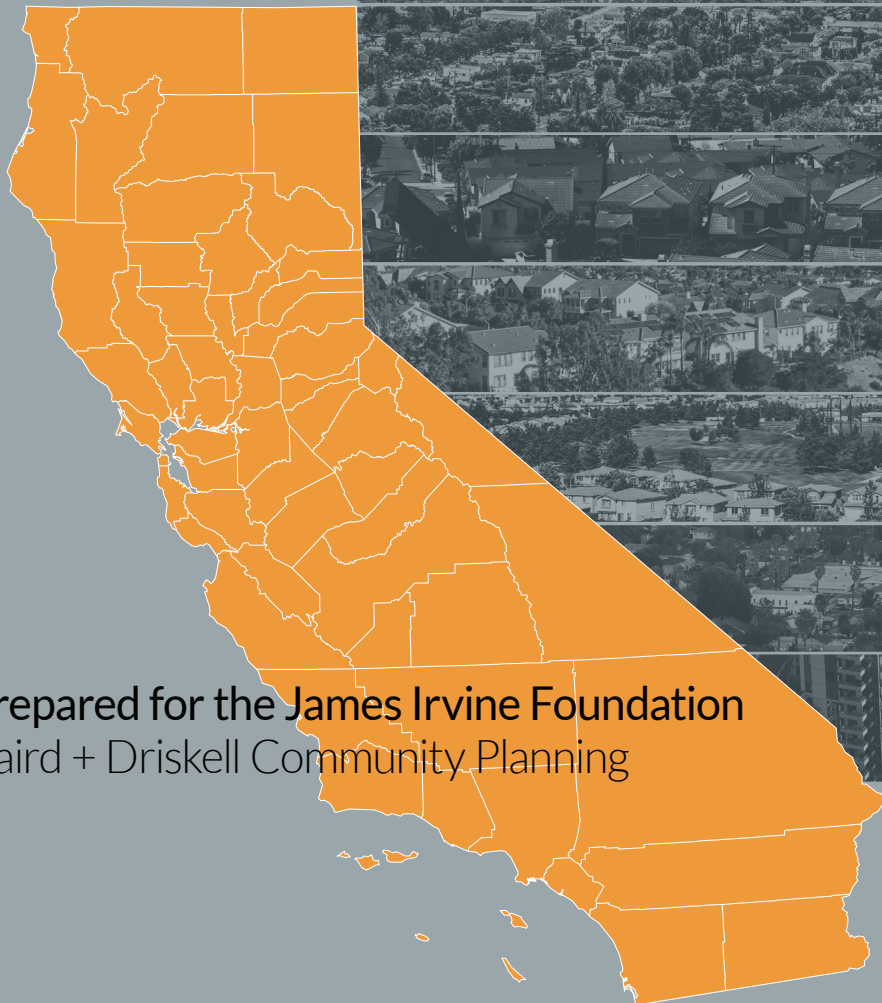 repared for the James Irvine Foundation
aird + Driskell Community Planning